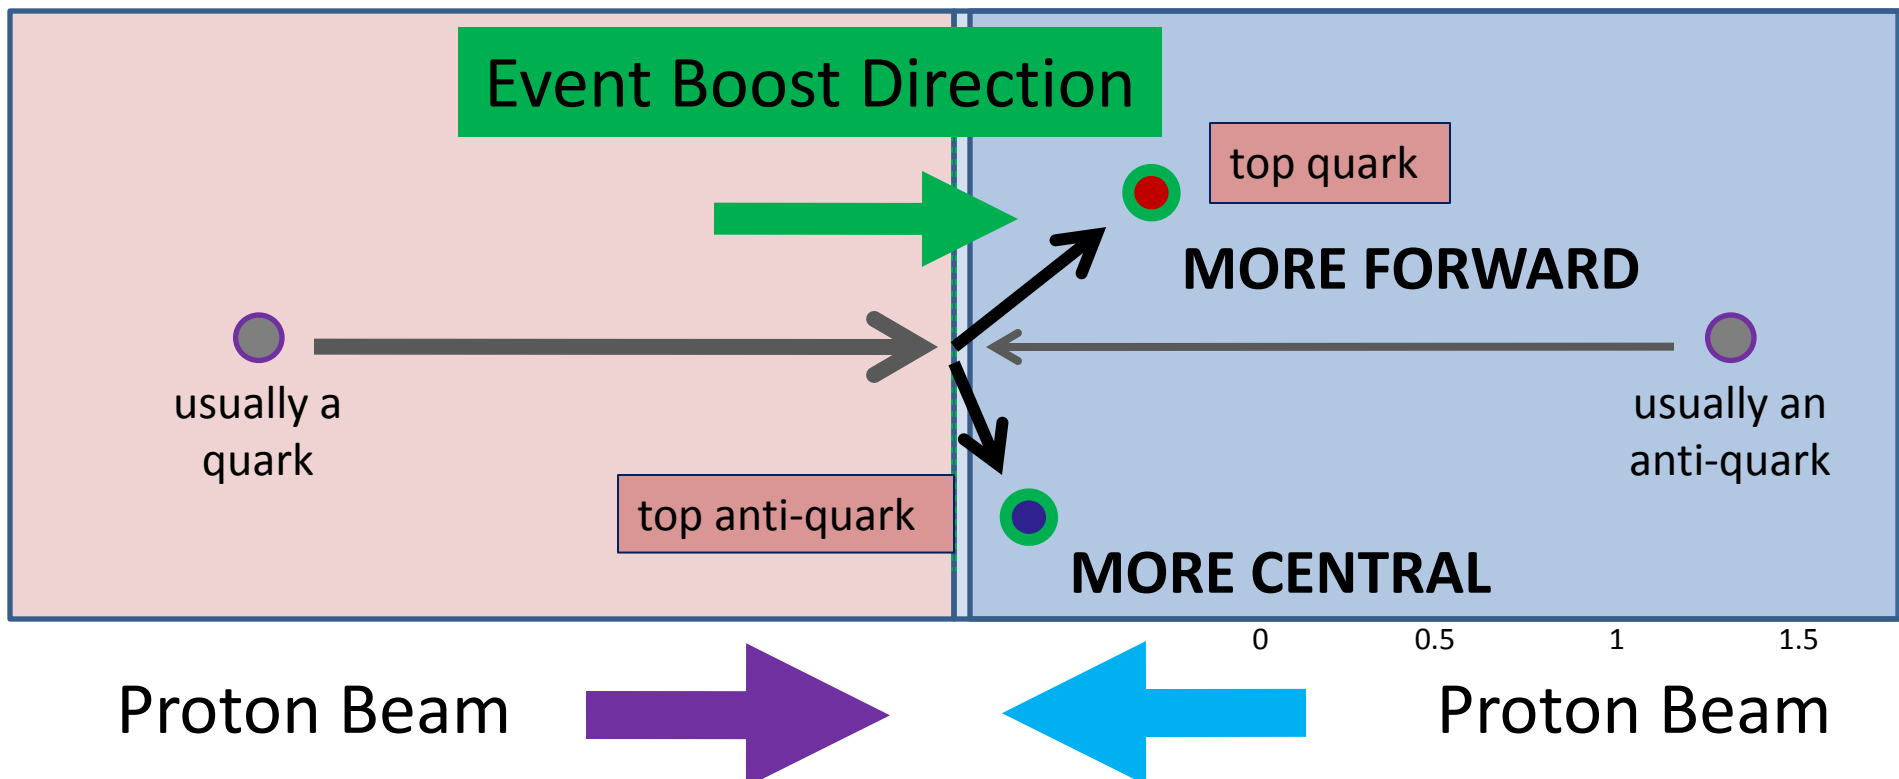 Event Boost Direction
top quark
MORE FORWARD
usually a
quark
usually an
anti-quark
top anti-quark
MORE CENTRAL
0 0.5 1 1.5
Proton Beam
Proton Beam